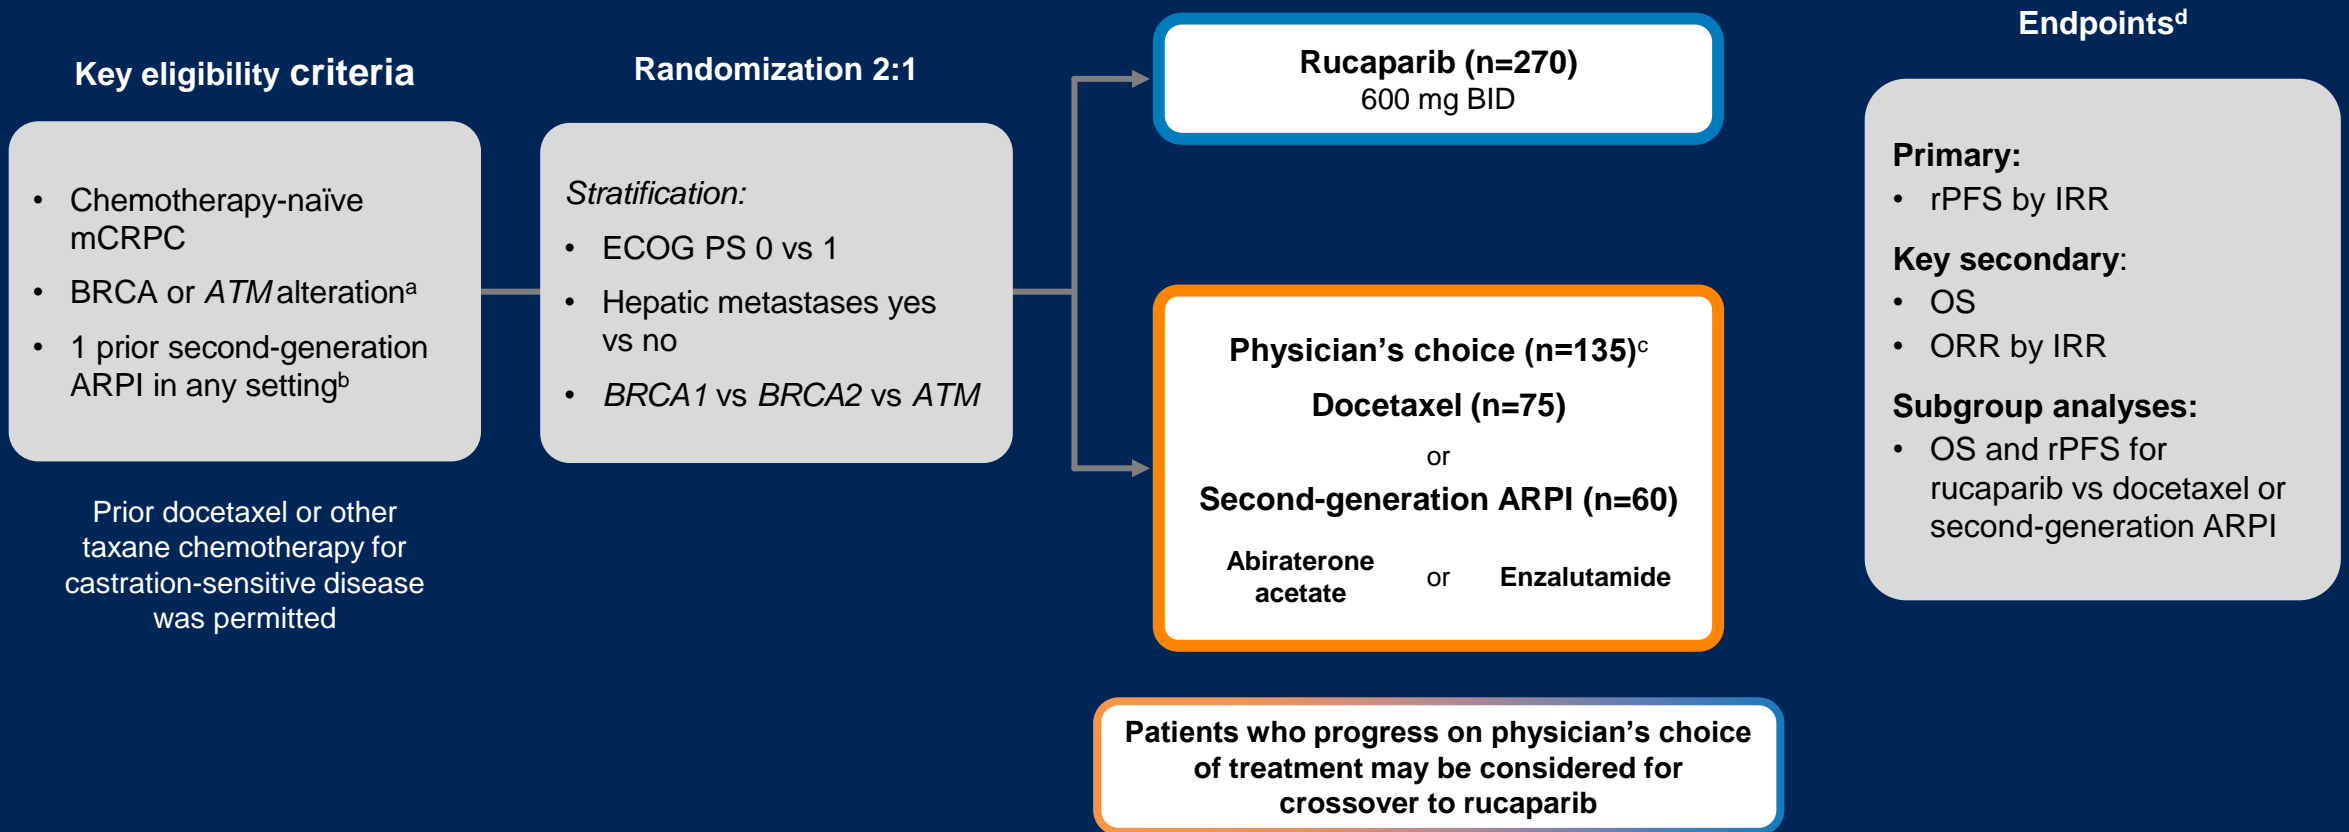 Key eligibility criteria
• Chemotherapy-naïve
mCRPC
• BRCA or ATM alterationᵃ
• 1 prior second-generation
ARPI in any settingᵇ
Prior docetaxel or other
taxane chemotherapy for
castration-sensitive disease
was permitted
Randomization 2:1
Stratification:
• ECOG PS 0 vs 1
• Hepatic metastases yes
vs no
• BRCA1 vs BRCA2 vs ATM
Rucaparib (n=270)
600 mg BID
Physician’s choice (n=135)ᶜ
Docetaxel (n=75)
or
Second-generation ARPI (n=60)
Abiraterone
acetate
or
Enzalutamide
Patients who progress on physician’s choice
of treatment may be considered for
crossover to rucaparib
Endpointsᵈ
Primary:
• rPFS by IRR
Key secondary:
• OS
• ORR by IRR
Subgroup analyses:
• OS and rPFS for
rucaparib vs docetaxel or
second-generation ARPI